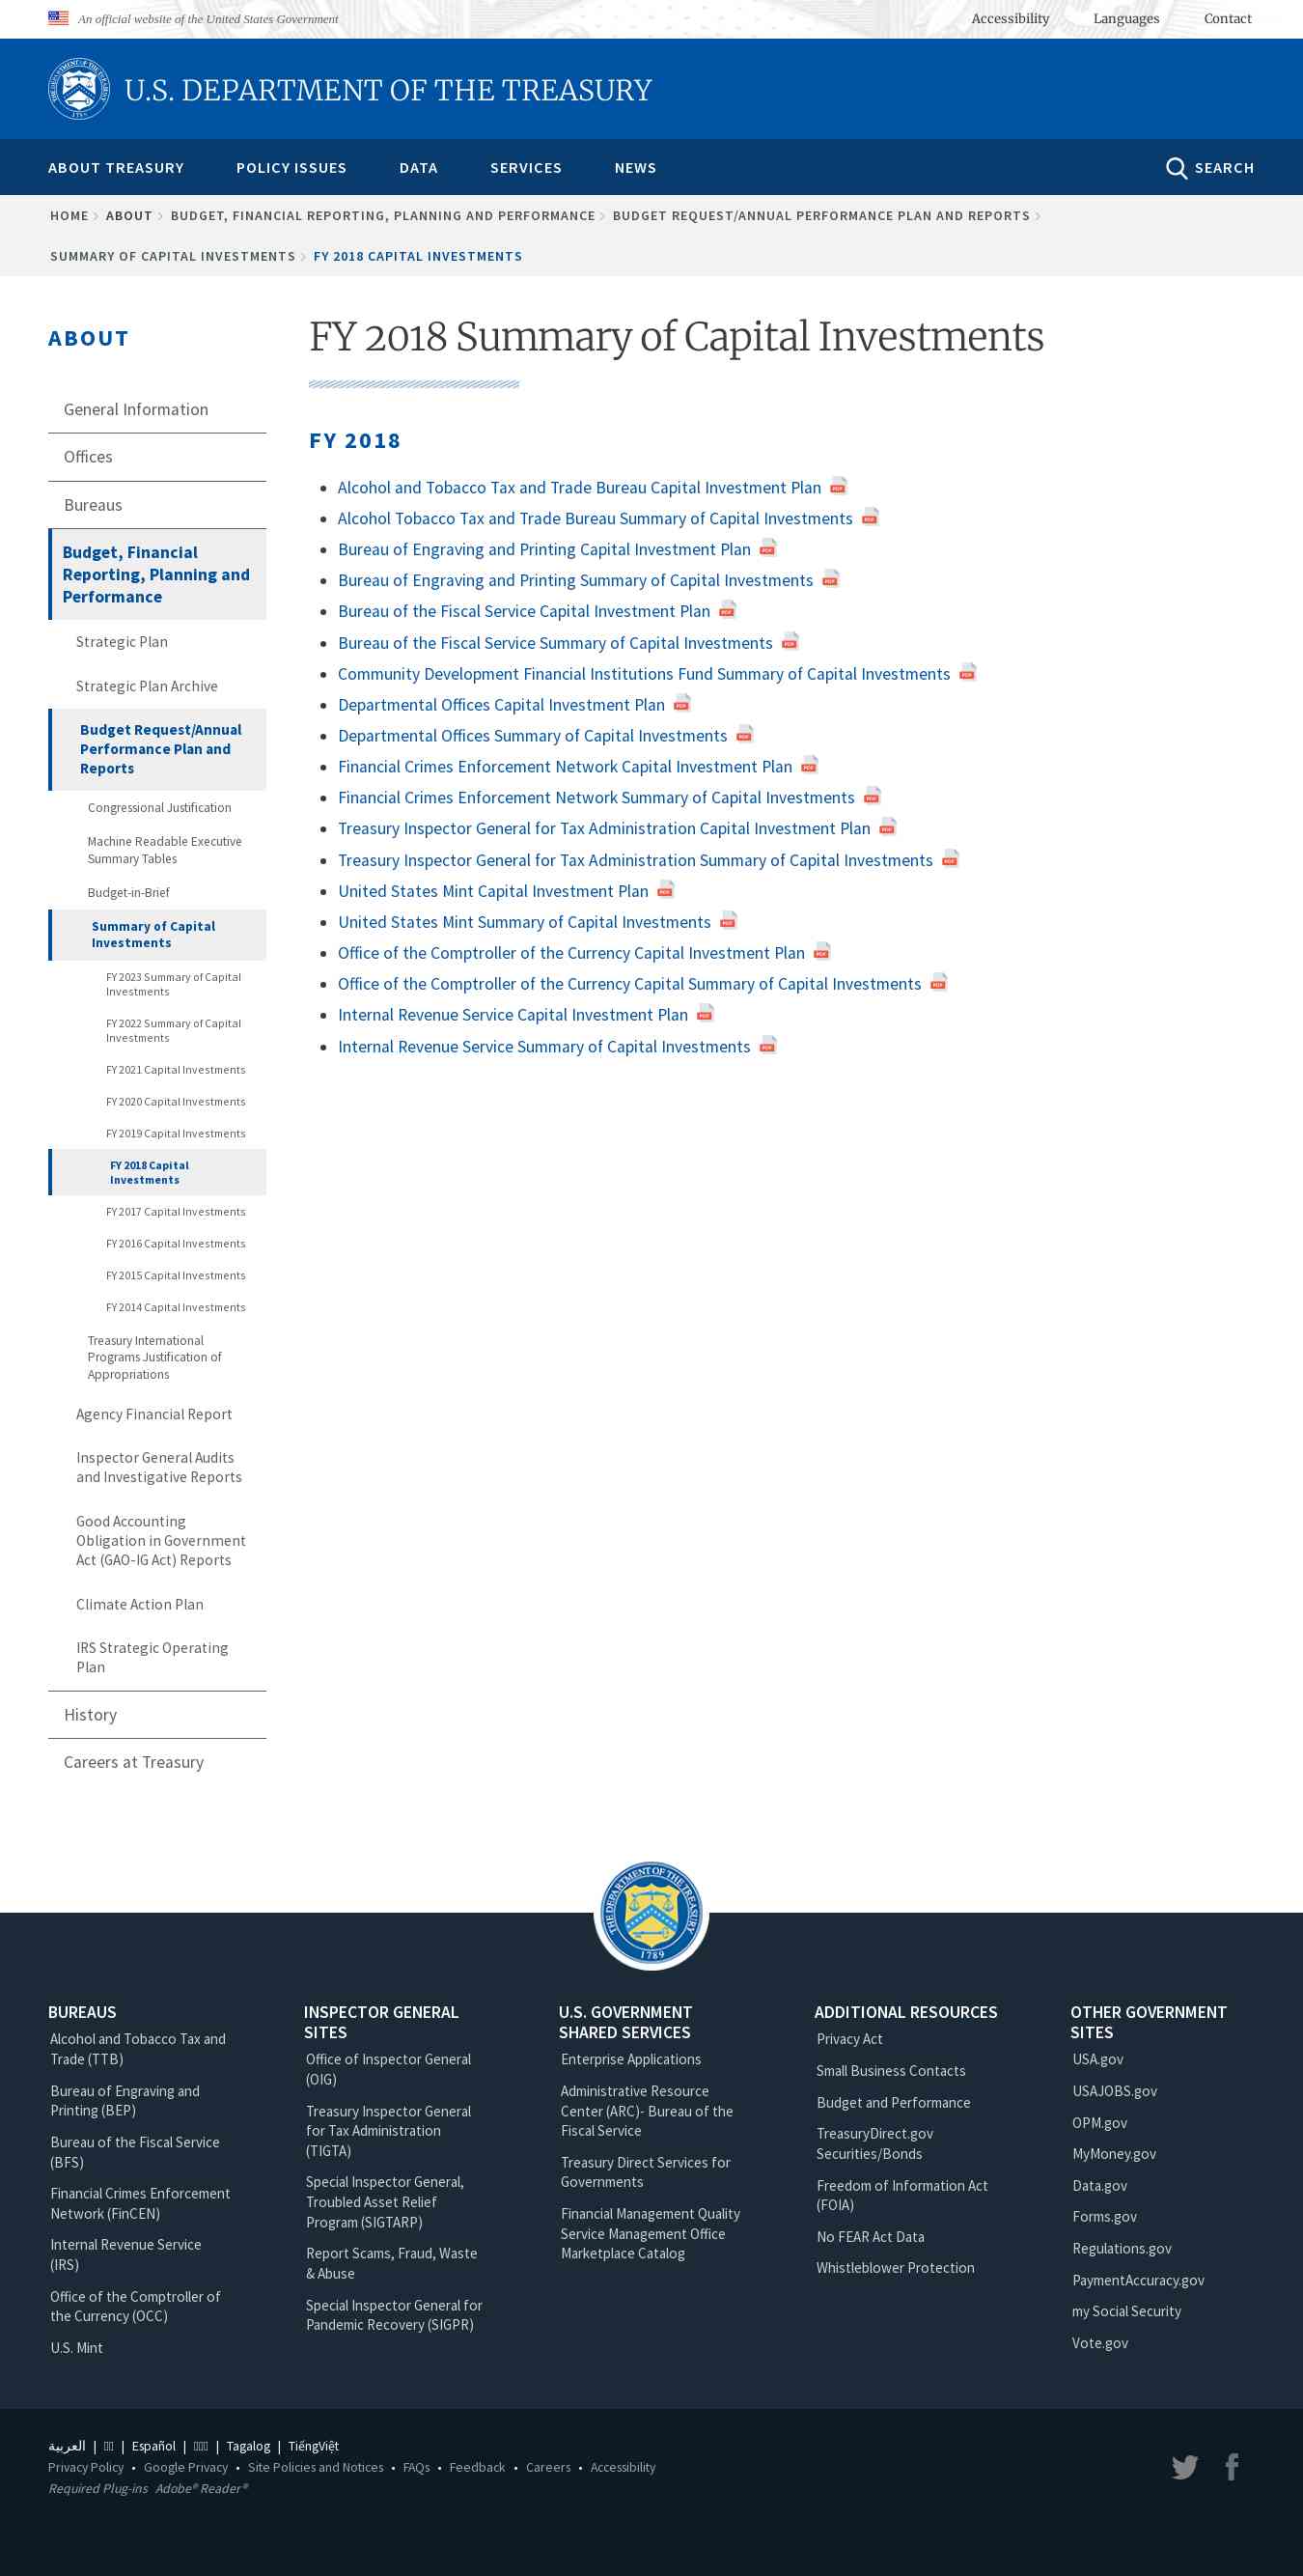 An official website of the United States Government
Accessibility Languages Contact
U.S. DEPARTMENT OF THE TREASURY
ABOUT TREASURY POLICY ISSUES DATA SERVICES NEWS SEARCH
HOME ABOUT BUDGET, FINANCIAL REPORTING, PLANNING AND PERFORMANCE BUDGET REQUEST/ANNUAL PERFORMANCE PLAN AND REPORTS
SUMMARY OF CAPITAL INVESTMENTS FY 2018 CAPITAL INVESTMENTS
ABOUT
General Information
Offices
Bureaus
Budget, Financial
Reporting, Planning and
Performance
Strategic Plan
Strategic Plan Archive
Budget Request/Annual
Performance Plan and
Reports
Congressional Justification
Machine Readable Executive
Summary Tables
Budget-in-Brief
Summary of Capital
Investments
FY 2023 Summary of Capital
Investments
FY 2022 Summary of Capital
Investments
FY 2021 Capital Investments
FY 2020 Capital Investments
FY 2019 Capital Investments
FY 2018 Capital
Investments
FY 2017 Capital Investments
FY 2016 Capital Investments
FY 2015 Capital Investments
FY 2014 Capital Investments
Treasury International
Programs Justification of
Appropriations
Agency Financial Report
Inspector General Audits
and Investigative Reports
Good Accounting
Obligation in Government
Act (GAO-IG Act) Reports
Climate Action Plan
IRS Strategic Operating
Plan
History
Careers at Treasury
FY 2018 Summary of Capital Investments
FY 2018
Alcohol and Tobacco Tax and Trade Bureau Capital Investment Plan
Alcohol Tobacco Tax and Trade Bureau Summary of Capital Investments
Bureau of Engraving and Printing Capital Investment Plan
Bureau of Engraving and Printing Summary of Capital Investments
Bureau of the Fiscal Service Capital Investment Plan
Bureau of the Fiscal Service Summary of Capital Investments
Community Development Financial Institutions Fund Summary of Capital Investments
Departmental Offices Capital Investment Plan
Departmental Offices Summary of Capital Investments
Financial Crimes Enforcement Network Capital Investment Plan
Financial Crimes Enforcement Network Summary of Capital Investments
Treasury Inspector General for Tax Administration Capital Investment Plan
Treasury Inspector General for Tax Administration Summary of Capital Investments
United States Mint Capital Investment Plan
United States Mint Summary of Capital Investments
Office of the Comptroller of the Currency Capital Investment Plan
Office of the Comptroller of the Currency Capital Summary of Capital Investments
Internal Revenue Service Capital Investment Plan
Internal Revenue Service Summary of Capital Investments
THE DEPARTMENT OF THE TREASURY
1789
BUREAUS
Alcohol and Tobacco Tax and
Trade (TTB)
Bureau of Engraving and
Printing (BEP)
Bureau of the Fiscal Service
(BFS)
Financial Crimes Enforcement
Network (FinCEN)
Internal Revenue Service
(IRS)
Office of the Comptroller of
the Currency (OCC)
U.S. Mint
INSPECTOR GENERAL
SITES
Office of Inspector General
(OIG)
Treasury Inspector General
for Tax Administration
(TIGTA)
Special Inspector General,
Troubled Asset Relief
Program (SIGTARP)
Report Scams, Fraud, Waste
& Abuse
Special Inspector General for
Pandemic Recovery (SIGPR)
U.S. GOVERNMENT
SHARED SERVICES
Enterprise Applications
Administrative Resource
Center (ARC)- Bureau of the
Fiscal Service
Treasury Direct Services for
Governments
Financial Management Quality
Service Management Office
Marketplace Catalog
ADDITIONAL RESOURCES
Privacy Act
Small Business Contacts
Budget and Performance
TreasuryDirect.gov
Securities/Bonds
Freedom of Information Act
(FOIA)
No FEAR Act Data
Whistleblower Protection
OTHER GOVERNMENT
SITES
USA.gov
USAJOBS.gov
OPM.gov
MyMoney.gov
Data.gov
Forms.gov
Regulations.gov
PaymentAccuracy.gov
my Social Security
Vote.gov
العربية | | Español | | Tagalog | TiếngViệt
Privacy Policy • Google Privacy • Site Policies and Notices • FAQs • Feedback • Careers • Accessibility
Required Plug-ins Adobe® Reader®